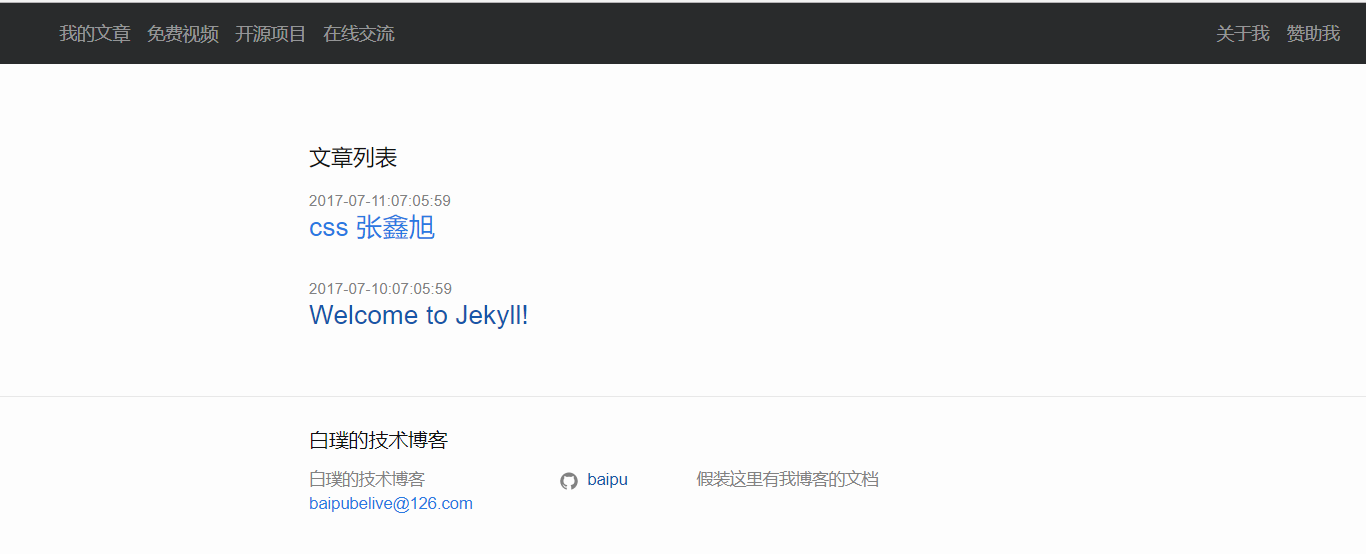 我的文章 免费视频 开源项目 在线交流 关于我 赞助我
文章列表
2017-07-11:07:05:59
css 张鑫旭
2017-07-10:07:05:59
Welcome to Jekyll!
白璞的技术博客
白璞的技术博客 baipu 假装这里有我博客的文档
baipubelive@126.com